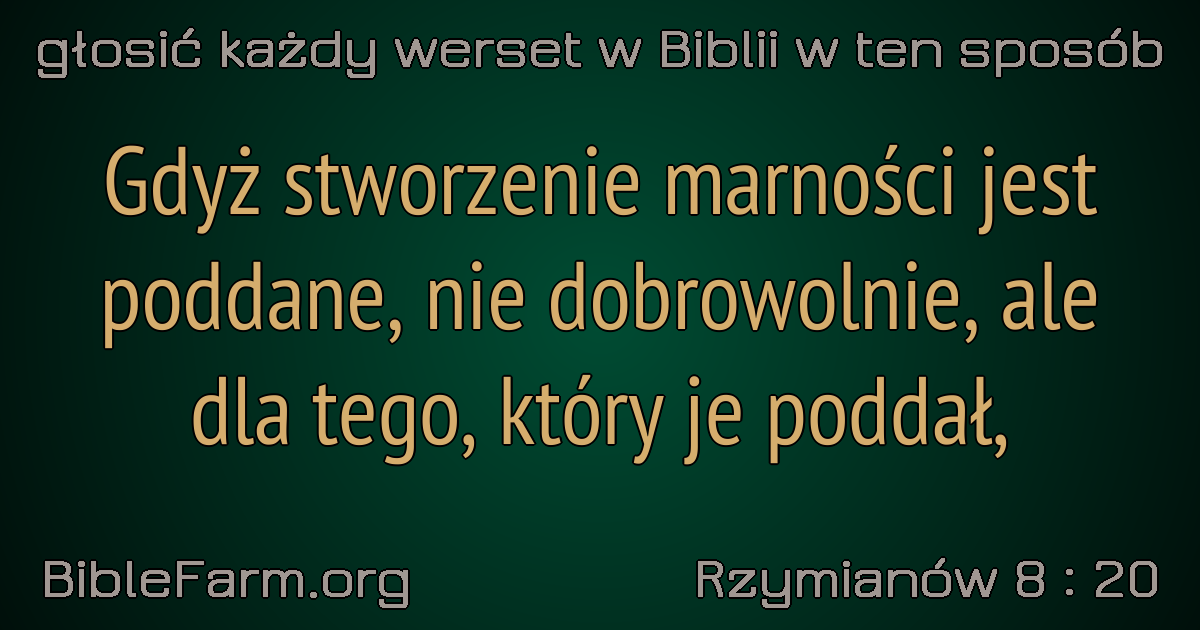 głosić każdy werset w Biblii w ten sposób
Gdyż stworzenie marności jest
poddane, nie dobrowolnie, ale
dla tego, który je poddał,
BibleFarm.org
Rzymianów 8 : 20